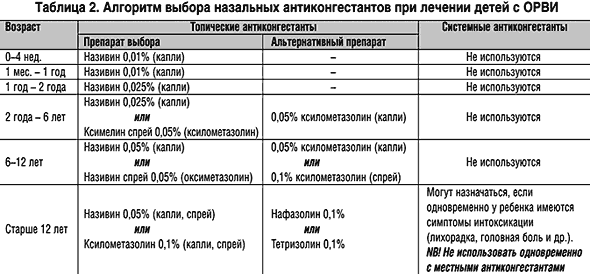 Таблица 2. Алгоритм выбора назальных антиконгестантов при лечении детей с ОРВИ
Возраст Топические антиконгестанты Системные антиконгестанты
Препарат выбора Альтернативный препарат
0–4 нед. Називин 0,01% (капли) – Не используются
1 мес. – 1 год Називин 0,01% (капли) – Не используются
1 год – 2 года Називин 0,025% (капли) – Не используются
2 года – 6 лет Називин 0,025% (капли) 0,05% ксилометазолин (капли) Не используются
или
Ксимелин спрей 0,05% (ксилометазолин)
6–12 лет Називин 0,05% (капли) 0,05% ксилометазолин (капли) Не используются
или или
Називин спрей 0,05% (оксиметазолин) 0,1% ксилометазолин (спрей)
Старше 12 лет Називин 0,05% (капли, спрей) Нафазолин 0,1%
или или
Ксилометазолин 0,1% (капли, спрей) Тетризолин 0,1%
Могут назначаться, если
одновременно у ребенка имеются
симптомы интоксикации
(лихорадка, головная боль и др.).
NB! Не использовать одновременно
с местными антиконгестантами